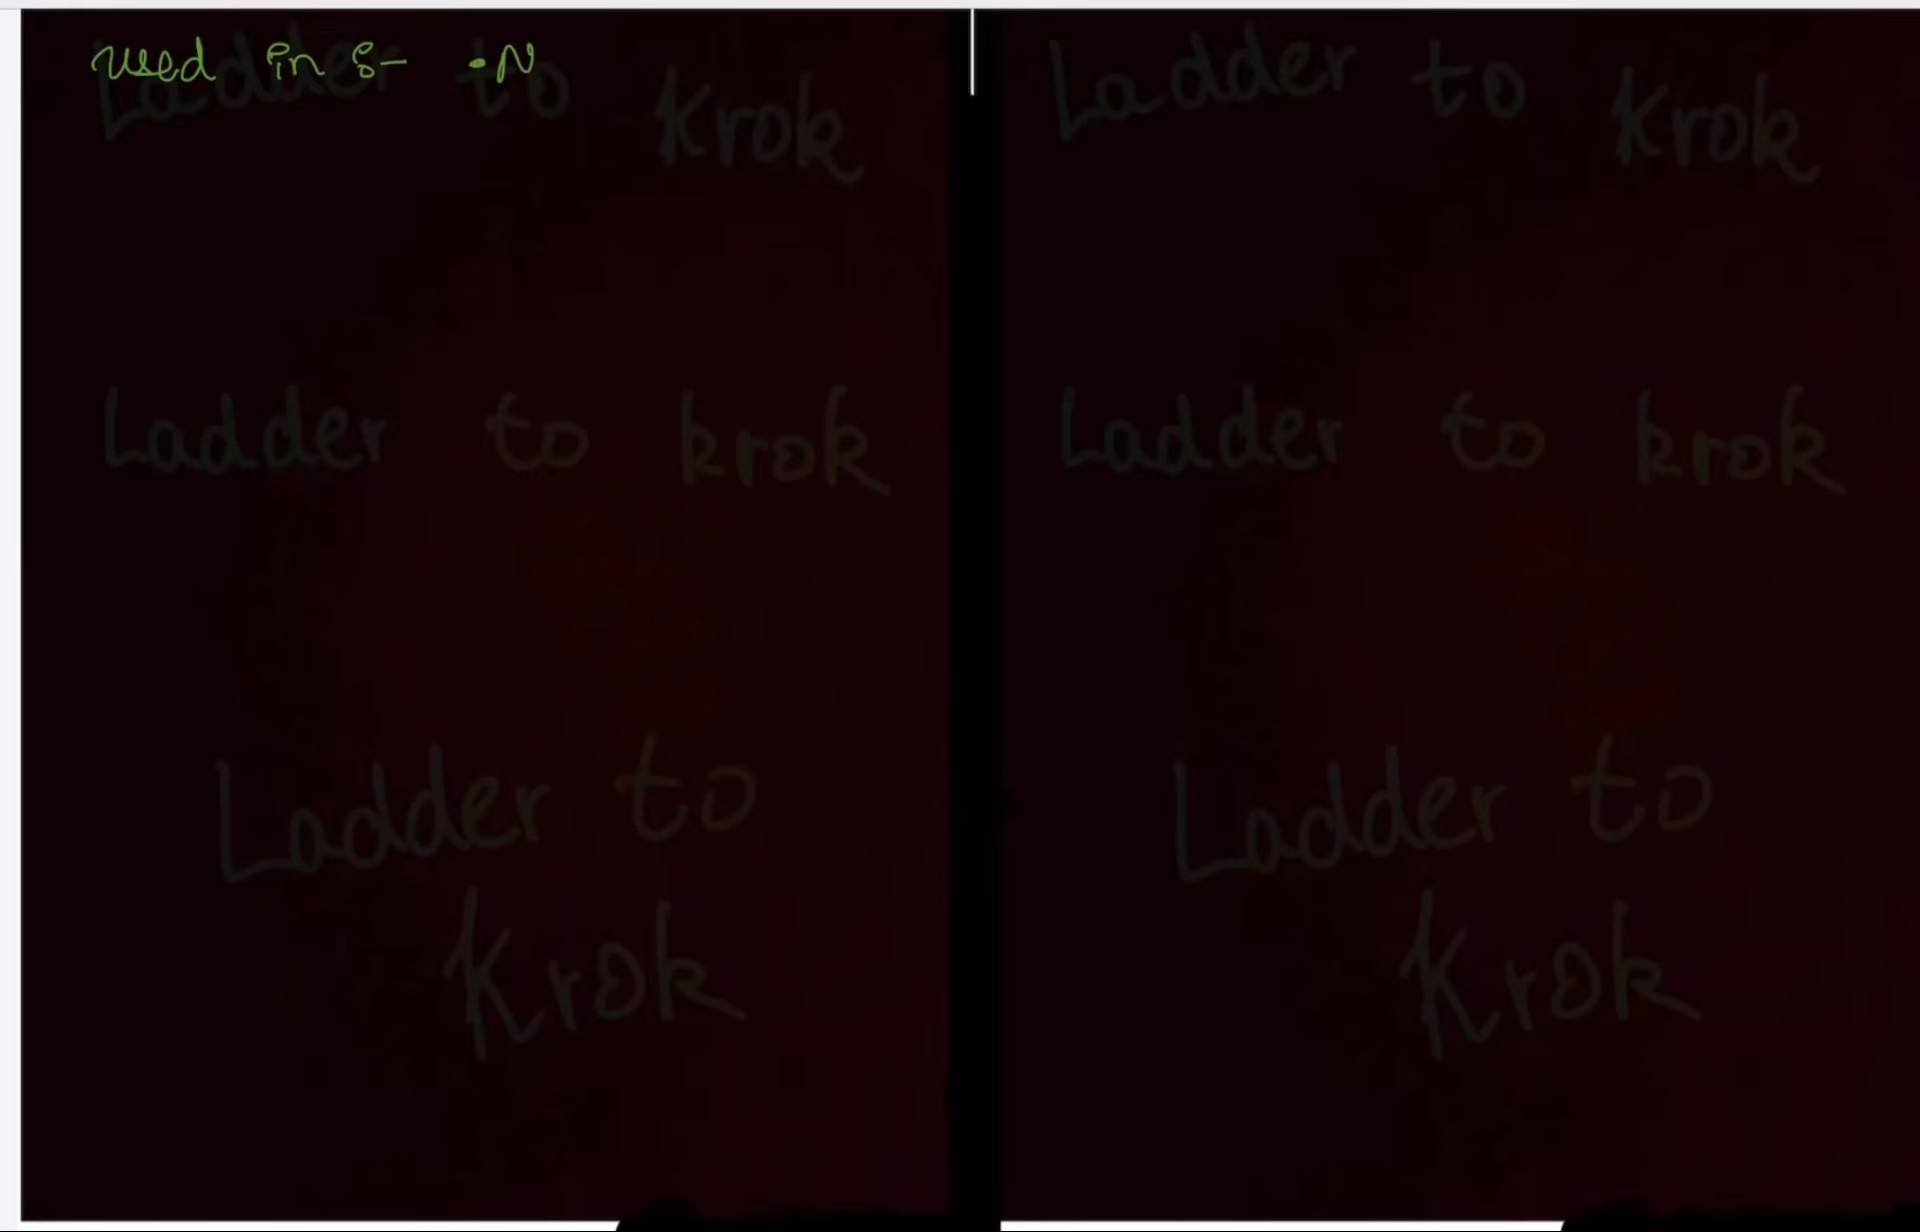 used in :- • N
Ladder to Krok
Ladder to krok
Ladder to
Krok
Ladder to Krok
Ladder to krok
Ladder to
Krok